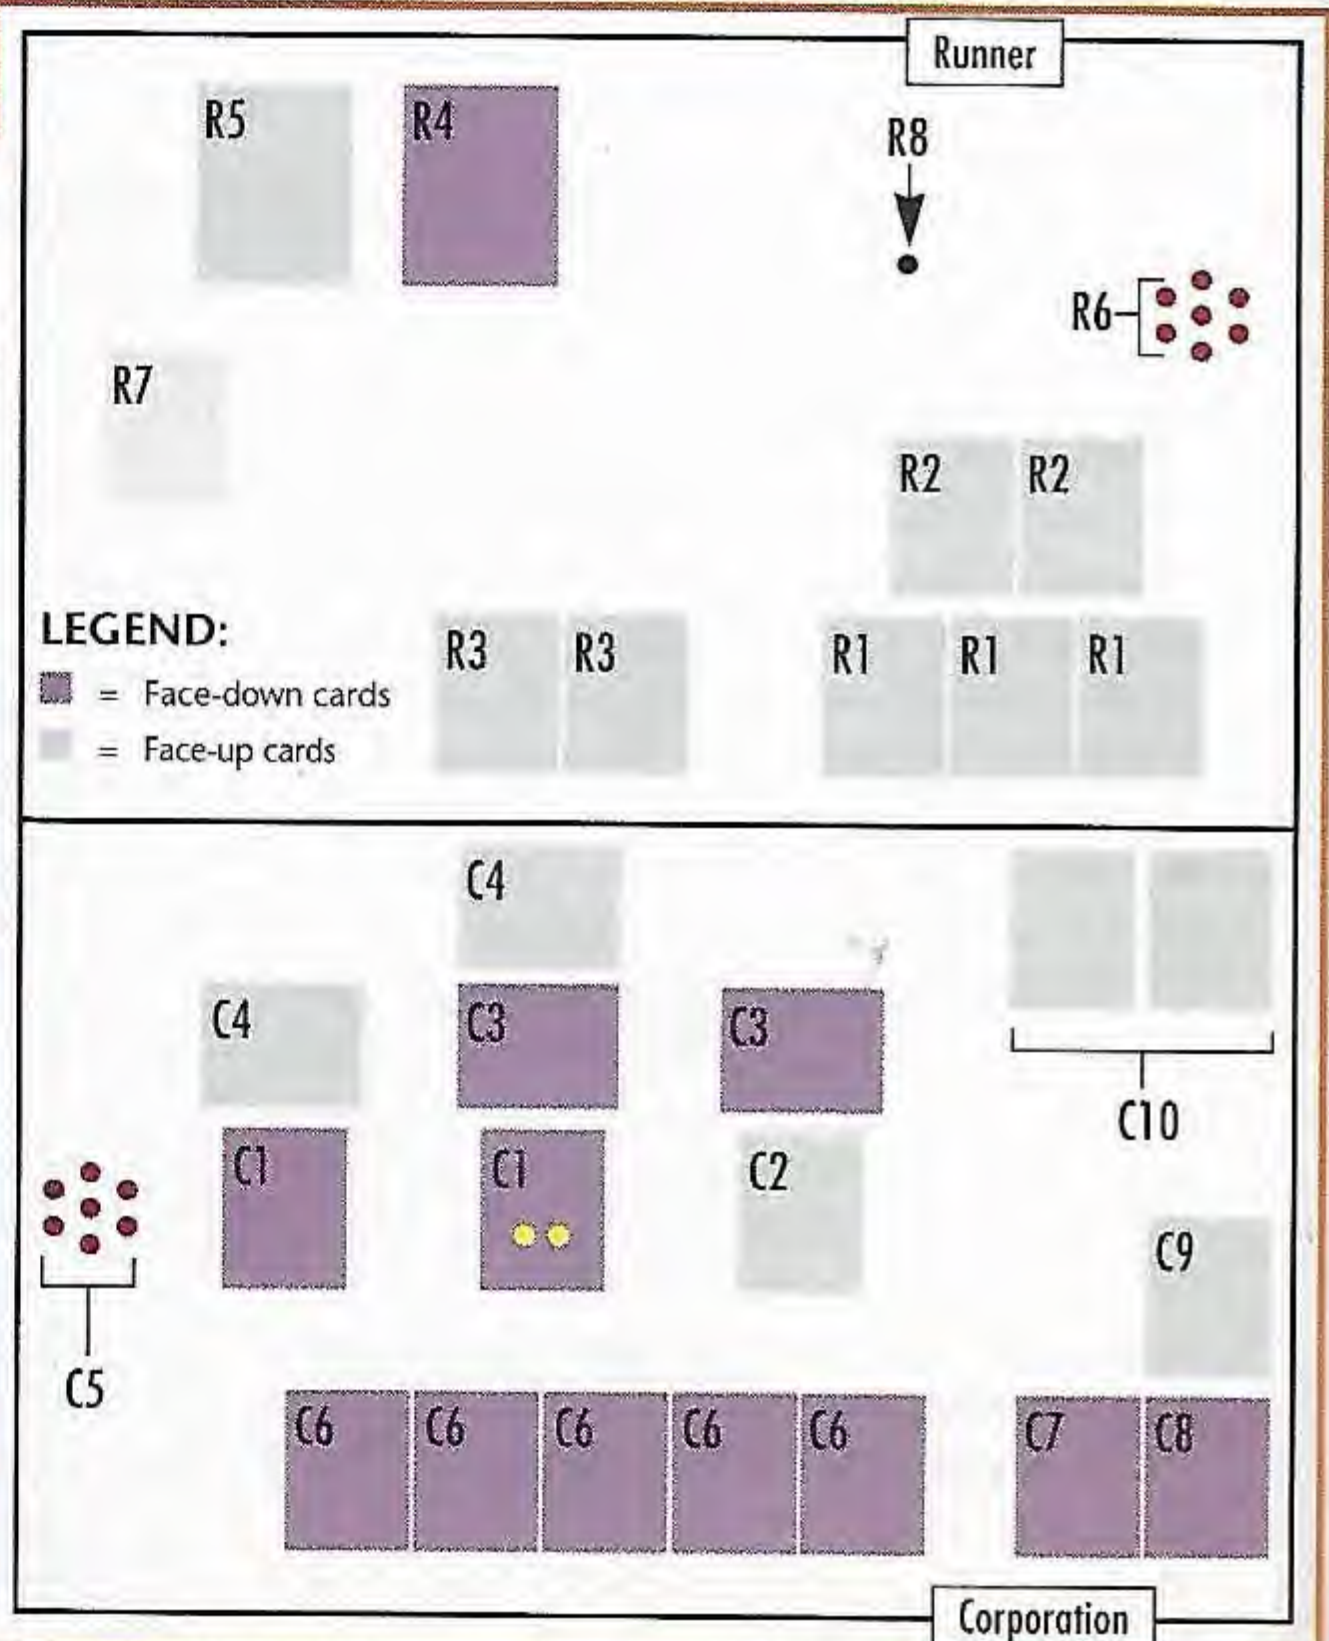 Runner
R5
R4
R8
R6
R7
R2 R2
LEGEND:
= Face-down cards
= Face-up cards
R3 R3
R1 R1 R1
C4
C4
C3
C3
C10
C1
C1
C2
C9
C5
C6 C6 C6 C6 C6
C7 C8
Corporation